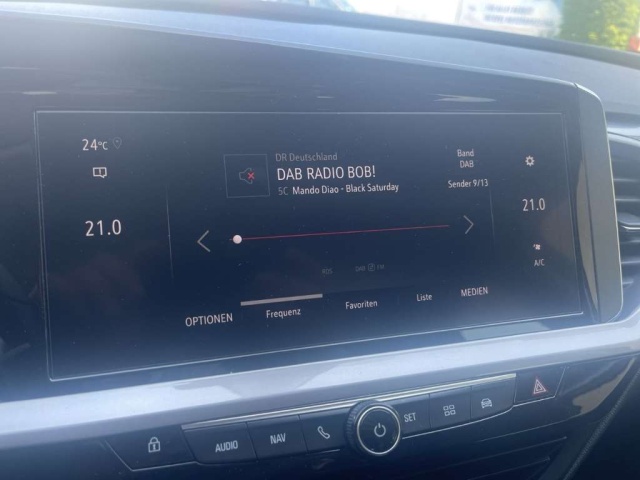 24°C
21.0
DR Deutschland
DAB RADIO BOB!
5C Mando Diao - Black Saturday
Band
DAB
Sender 9/13
21.0
A/C
DAB FM
OPTIONEN
Frequenz
Favoriten
Liste
MEDIEN
AUDIO
NAV
SET